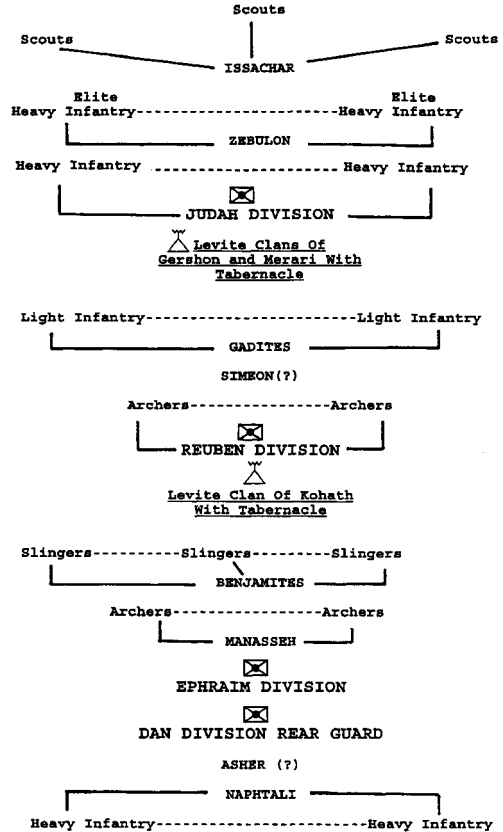 Scouts
Scouts Scouts
ISSACHAR
Elite Elite
Heavy Infantry Heavy Infantry
ZEBULON
Heavy Infantry Heavy Infantry
JUDAH DIVISION
Levite Clans Of
Gershon and Merari With
Tabernacle
Light Infantry Light Infantry
GADITES
SIMEON(?)
Archers Archers
REUBEN DIVISION
Levite Clan Of Kohath
With Tabernacle
Slingers Slingers Slingers
BENJAMITES
Archers Archers
MANASSEH
EPHRAIM DIVISION
DAN DIVISION REAR GUARD
ASHER (?)
NAPHTALI
Heavy Infantry Heavy Infantry